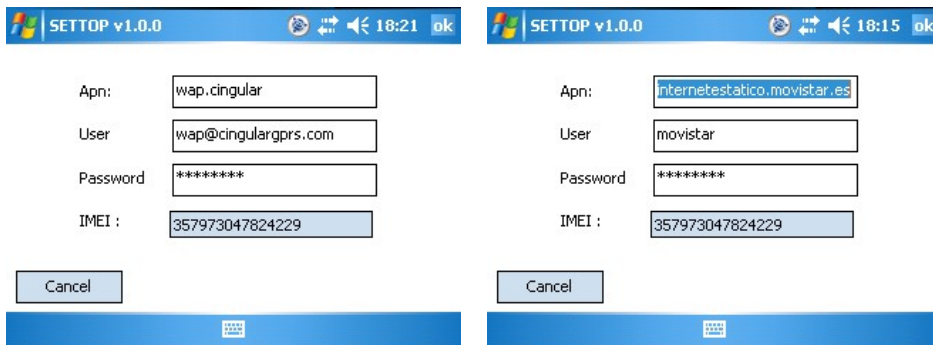 SETTOP v1.0.0 18:21 ok
Apn: wap.cingular
User wap@cingulargprs.com
Password ********
IMEI : 357973047824229
Cancel
SETTOP v1.0.0 18:15 ok
Apn: internetestatico.movistar.es
User movistar
Password ********
IMEI : 357973047824229
Cancel